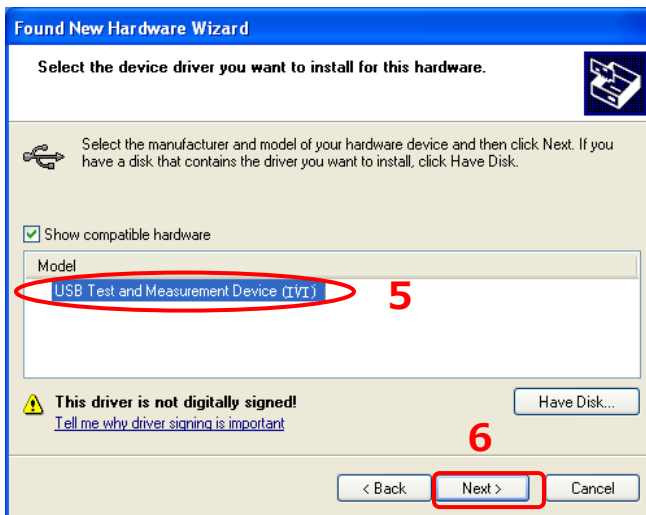 Found New Hardware Wizard
Select the device driver you want to install for this hardware.
Select the manufacturer and model of your hardware device and then click Next. If you
have a disk that contains the driver you want to install, click Have Disk.
Show compatible hardware
Model
USB Test and Measurement Device (IVI)
5
This driver is not digitally signed!
Have Disk...
Tell me why driver signing is important
6
< Back
Next >
Cancel